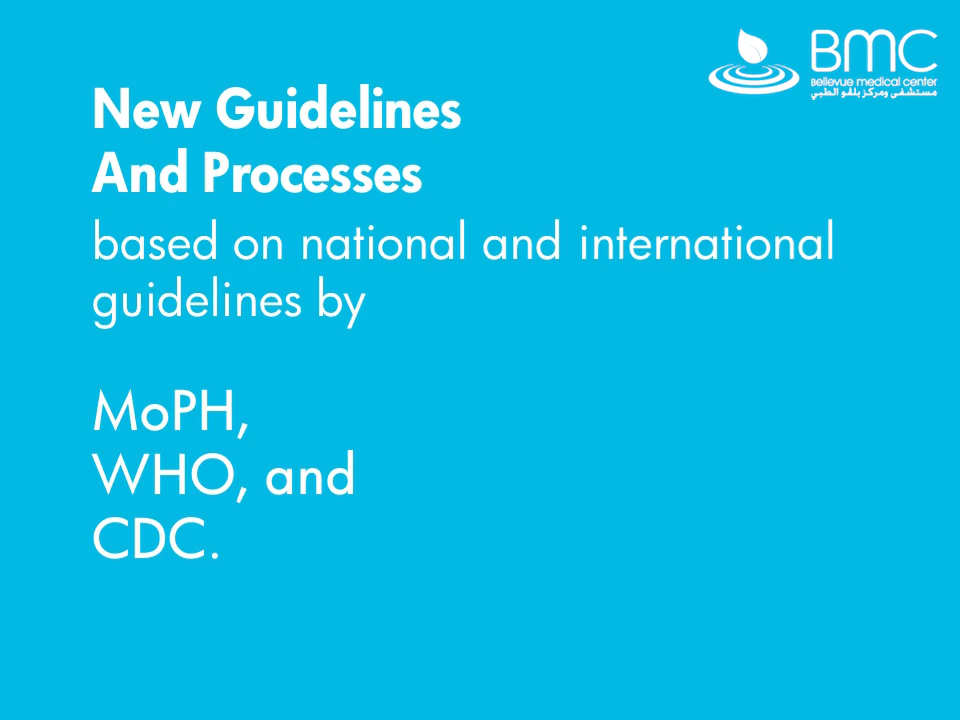 BMC
Bellevue medical center
مستشفى ومركز بلڤو الطبي
New Guidelines
And Processes
based on national and international
guidelines by
MoPH,
WHO, and
CDC.